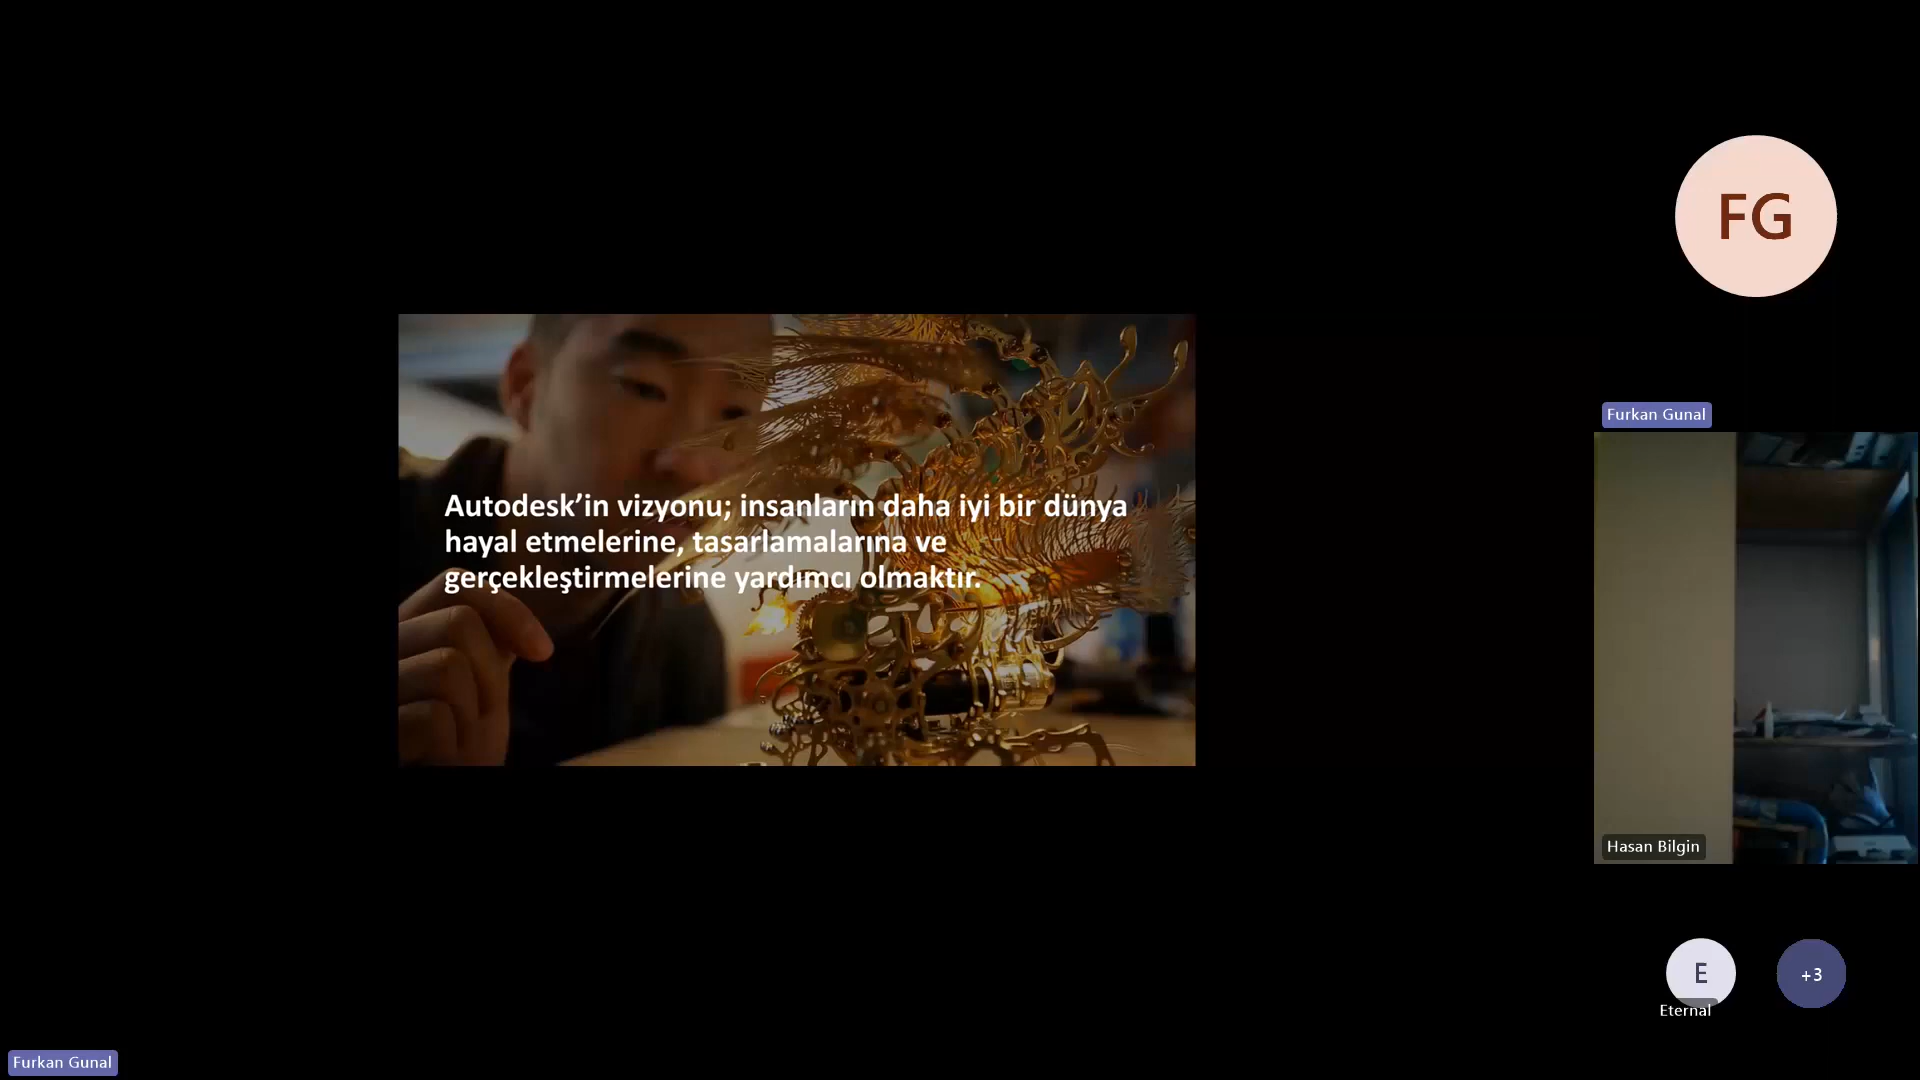 FG
Furkan Gunal
Autodesk’in vizyonu; insanların daha iyi bir dünya
hayal etmelerine, tasarlamalarına ve
gerçekleştirmelerine yardımcı olmaktır.
Hasan Bilgin
E
+3
Eternal
Furkan Gunal